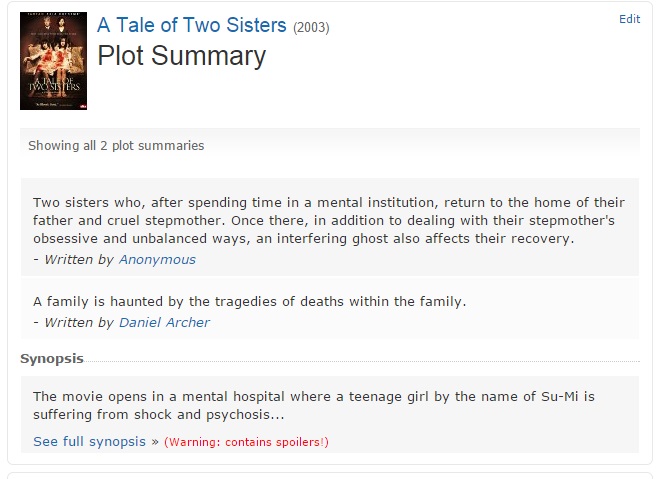 A Tale of Two Sisters (2003)
Edit
Plot Summary
A TALE OF
TWO SISTERS
Showing all 2 plot summaries
Two sisters who, after spending time in a mental institution, return to the home of their
father and cruel stepmother. Once there, in addition to dealing with their stepmother's
obsessive and unbalanced ways, an interfering ghost also affects their recovery.
- Written by Anonymous
A family is haunted by the tragedies of deaths within the family.
- Written by Daniel Archer
Synopsis
The movie opens in a mental hospital where a teenage girl by the name of Su-Mi is
suffering from shock and psychosis...
See full synopsis » (Warning: contains spoilers!)